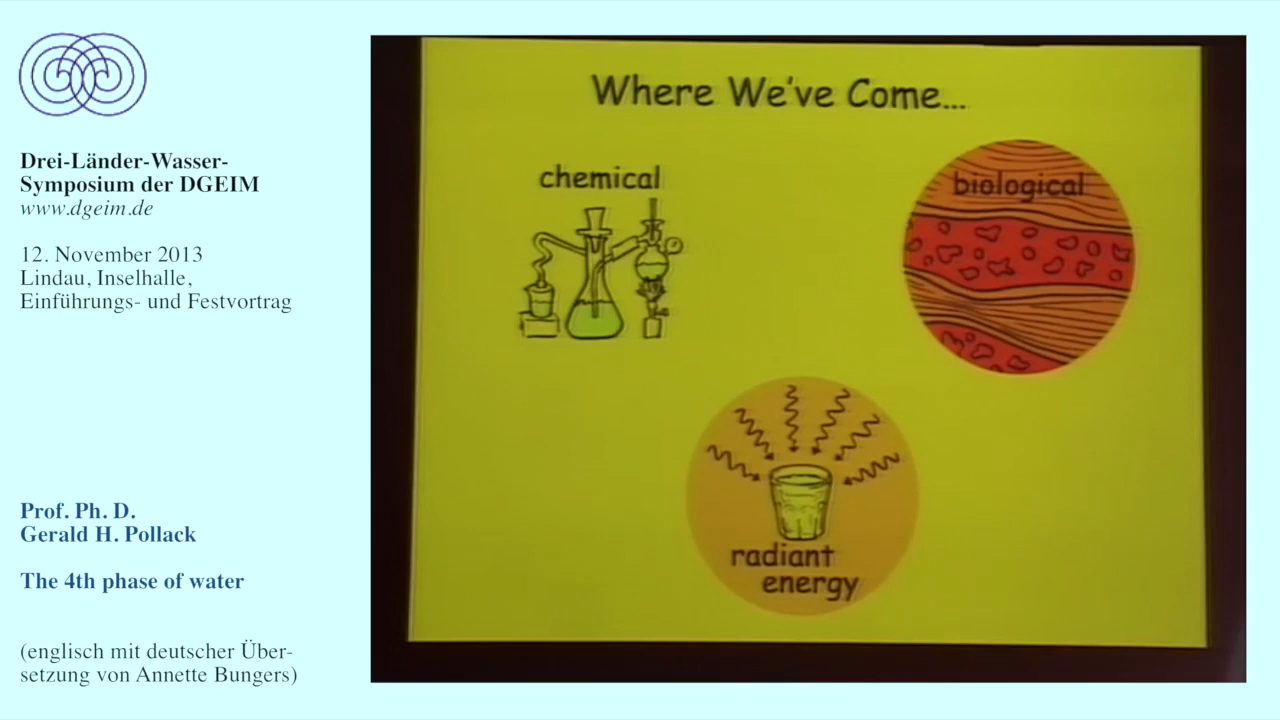 Drei-Länder-Wasser-
Symposium der DGEIM
www.dgeim.de
12. November 2013
Lindau, Inselhalle,
Einführungs- und Festvortrag
Prof. Ph. D.
Gerald H. Pollack
The 4th phase of water
(englisch mit deutscher Über-
setzung von Annette Bungers)
Where We've Come...
chemical
biological
radiant
energy